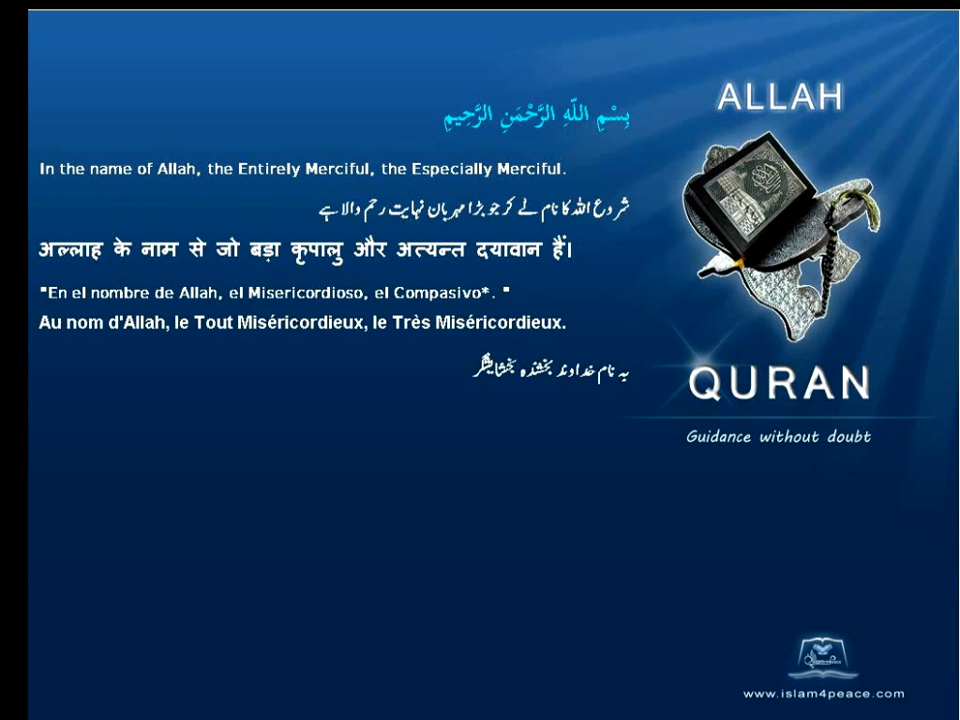 بِسْمِ اللّهِ الرَّحْمَنِ الرَّحِيمِ
In the name of Allah, the Entirely Merciful, the Especially Merciful.
شروع الله کا نام لے کر جو بڑا مہربان نہایت رحم والا ہے
अल्लाह के नाम से जो बड़ा कृपालु और अत्यन्त दयावान हैं।
"En el nombre de Allah, el Misericordioso, el Compasivo*. "
Au nom d'Allah, le Tout Miséricordieux, le Très Miséricordieux.
به نام خداوند بخشنده بخشایشگر
ALLAH
QURAN
Guidance without doubt
www.islam4peace.com